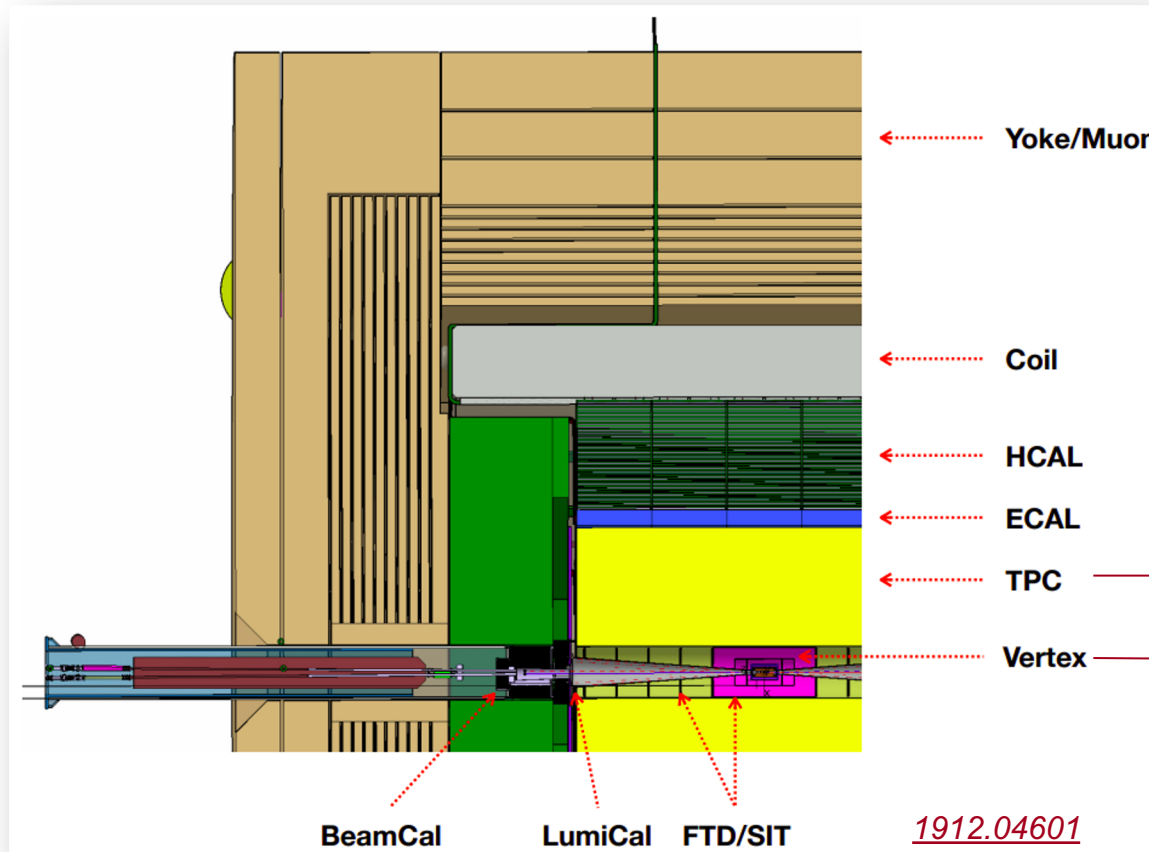 Yoke/Muon
Coil
HCAL
ECAL
TPC
Vertex
BeamCal LumiCal FTD/SIT
1912.04601